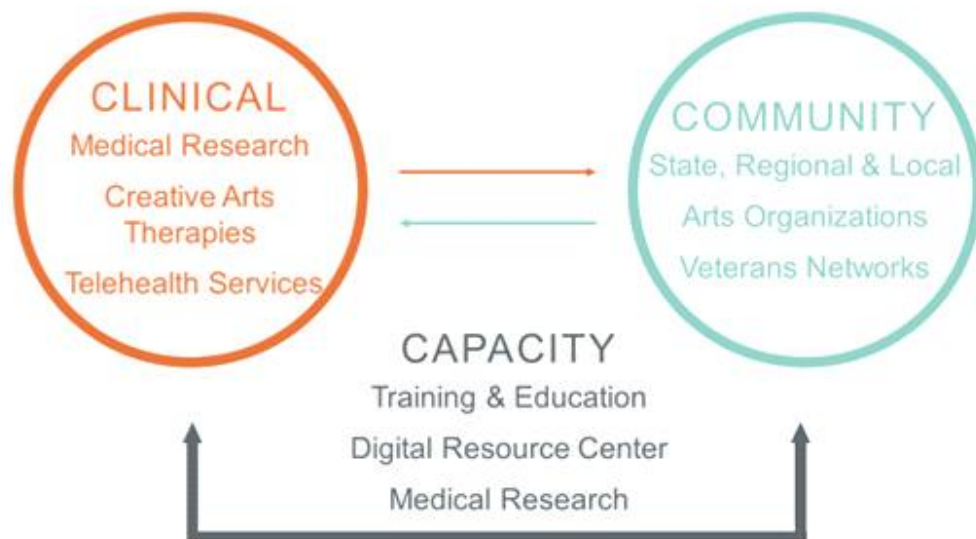 CLINICAL
Medical Research
Creative Arts
Therapies
Telehealth Services
COMMUNITY
State, Regional & Local
Arts Organizations
Veterans Networks
CAPACITY
Training & Education
Digital Resource Center
Medical Research